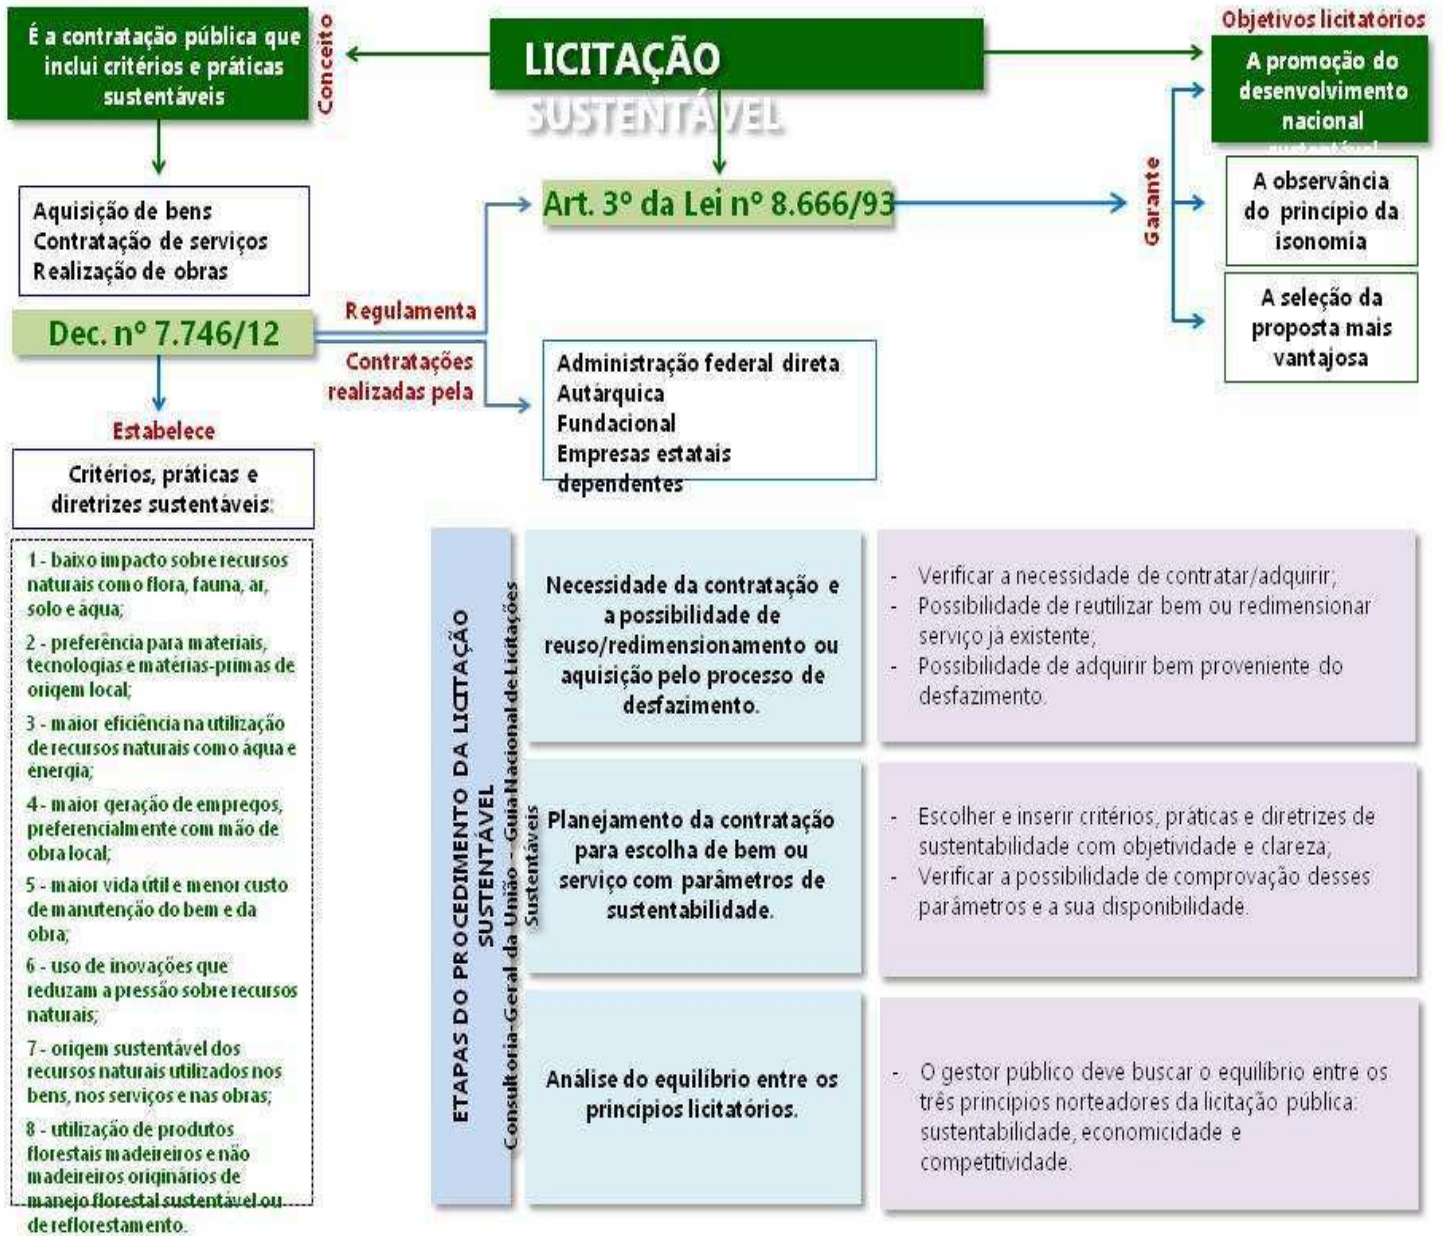 É a contratação pública que
inclui critérios e práticas
sustentáveis
Conceito
LICITAÇÃO
SUSTENTÁVEL
Objetivos licitatórios
A promoção do
desenvolvimento
nacional
sustentável
Aquisição de bens
Contratação de serviços
Realização de obras
Art. 3º da Lei nº 8.666/93
Garante
A observância
do princípio da
isonomia
A seleção da
proposta mais
vantajosa
Dec. nº 7.746/12
Regulamenta
Contratações
realizadas pela
Administração federal direta
Autárquica
Fundacional
Empresas estatais
dependentes
Estabelece
Critérios, práticas e
diretrizes sustentáveis:
1 - baixo impacto sobre recursos
naturais como flora, fauna, ar,
solo e água;
2 - preferência para materiais,
tecnologias e matérias-primas de
origem local;
3 - maior eficiência na utilização
de recursos naturais como água e
energia;
4 - maior geração de empregos,
preferencialmente com mão de
obra local;
5 - maior vida útil e menor custo
de manutenção do bem e da
obra;
6 - uso de inovações que
reduzam a pressão sobre recursos
naturais;
7 - origem sustentável dos
recursos naturais utilizados nos
bens, nos serviços e nas obras;
8 - utilização de produtos
florestais madeireiros e não
madeireiros originários de
manejo florestal sustentável ou
de reflorestamento.
ETAPAS DO PROCEDIMENTO DA LICITAÇÃO
SUSTENTÁVEL
Consultoria-Geral da União - Guia Nacional de Licitações
Sustentáveis
Necessidade da contratação e
a possibilidade de
reuso/redimensionamento ou
aquisição pelo processo de
desfazimento.
- Verificar a necessidade de contratar/adquirir;
- Possibilidade de reutilizar bem ou redimensionar
serviço já existente;
- Possibilidade de adquirir bem proveniente do
desfazimento.
Planejamento da contratação
para escolha de bem ou
serviço com parâmetros de
sustentabilidade.
- Escolher e inserir critérios, práticas e diretrizes de
sustentabilidade com objetividade e clareza;
- Verificar a possibilidade de comprovação desses
parâmetros e a sua disponibilidade.
Análise do equilíbrio entre os
princípios licitatórios.
- O gestor público deve buscar o equilíbrio entre os
três princípios norteadores da licitação pública:
sustentabilidade, economicidade e
competitividade.